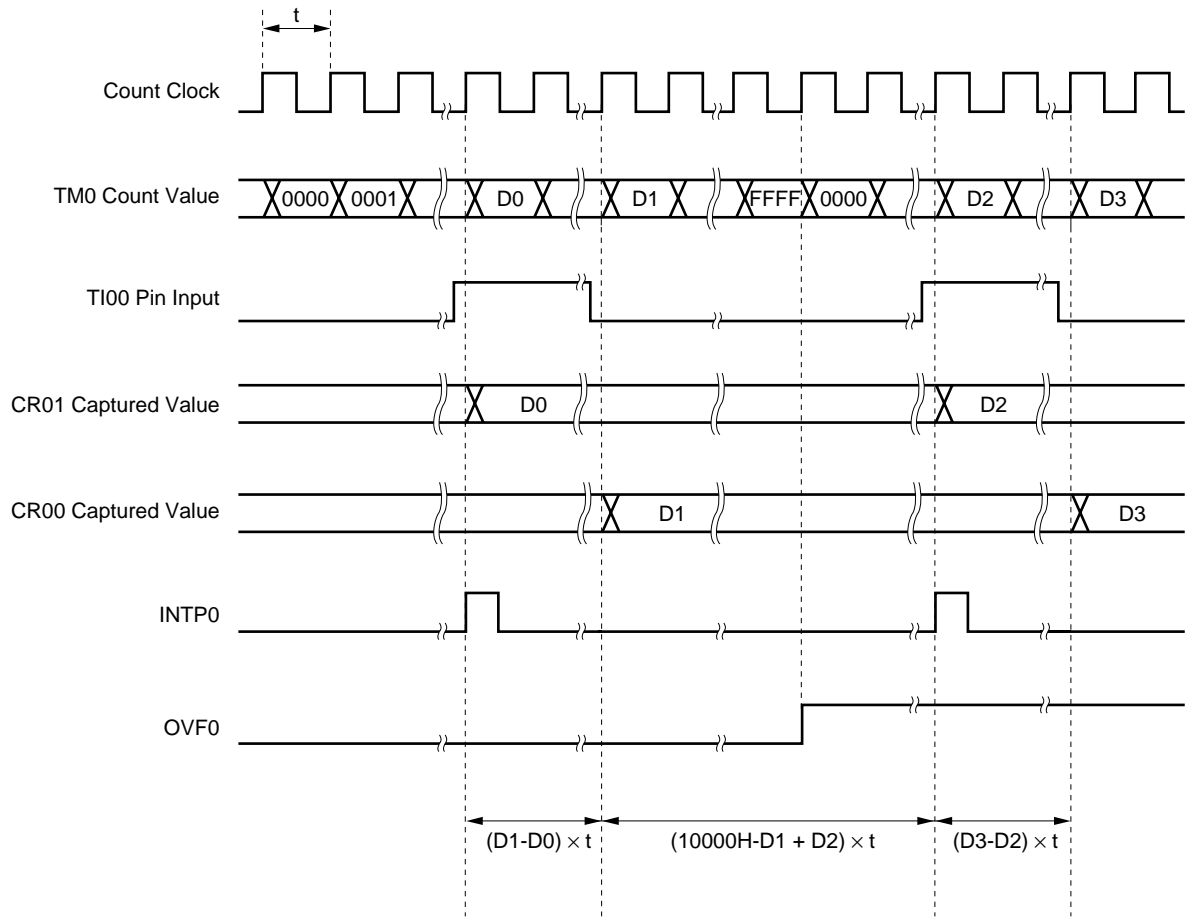 t
Count Clock
TM0 Count Value
0000 0001 D0 D1 FFFF 0000 D2 D3
TI00 Pin Input
CR01 Captured Value
D0 D2
CR00 Captured Value
D1 D3
INTP0
OVF0
(D1-D0) × t (10000H-D1 + D2) × t (D3-D2) × t